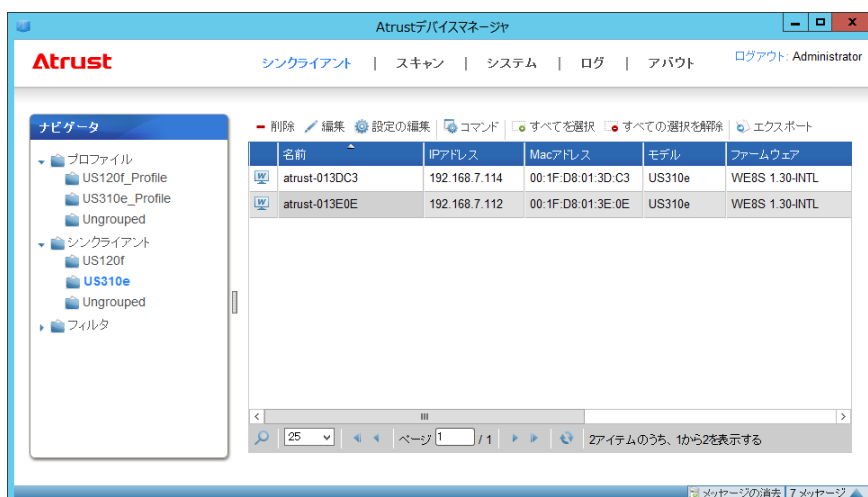 Atrustデバイスマネージャ
Atrust
シンクライアント | スキャン | システム | ログ | アバウト
ログアウト: Administrator
ナビゲータ
プロファイル
US120f_Profile
US310e_Profile
Ungrouped
シンクライアント
US120f
US310e
Ungrouped
フィルタ
削除 編集 設定の編集 コマンド すべてを選択 すべての選択を解除 エクスポート
名前 IPアドレス Macアドレス モデル ファームウェア
atrust-013DC3 192.168.7.114 00:1F:D8:01:3D:C3 US310e WE8S 1.30-INTL
atrust-013E0E 192.168.7.112 00:1F:D8:01:3E:0E US310e WE8S 1.30-INTL
25 ページ 1 / 1 2アイテムのうち、1から2を表示する
メッセージの消去 7 メッセージ